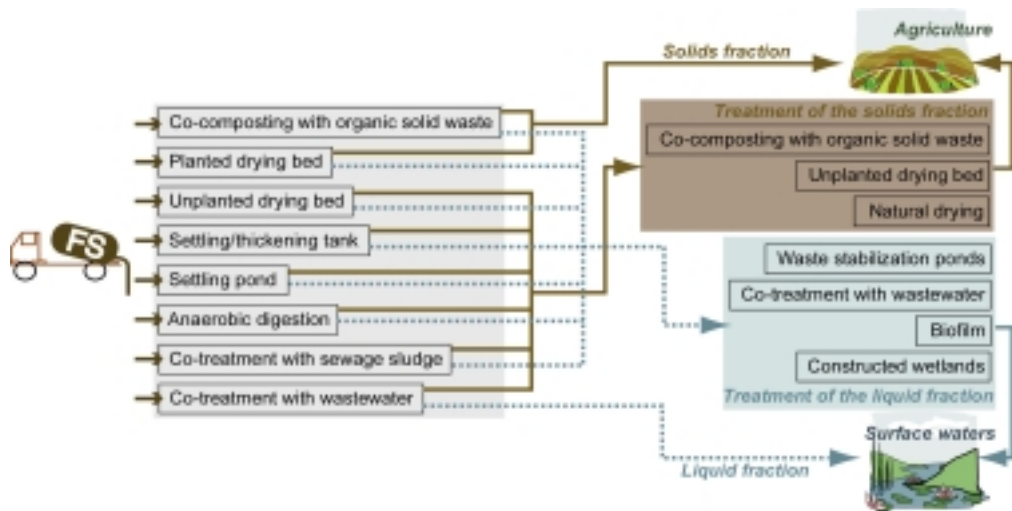 Agriculture
Solids fraction
Treatment of the solids fraction
Co-composting with organic solid waste
Co-composting with organic solid waste
Planted drying bed
Unplanted drying bed
Unplanted drying bed
Natural drying
Settling/thickening tank
FS
Waste stabilization ponds
Settling pond
Co-treatment with wastewater
Anaerobic digestion
Biofilm
Co-treatment with sewage sludge
Constructed wetlands
Co-treatment with wastewater
Treatment of the liquid fraction
Surface waters
Liquid fraction